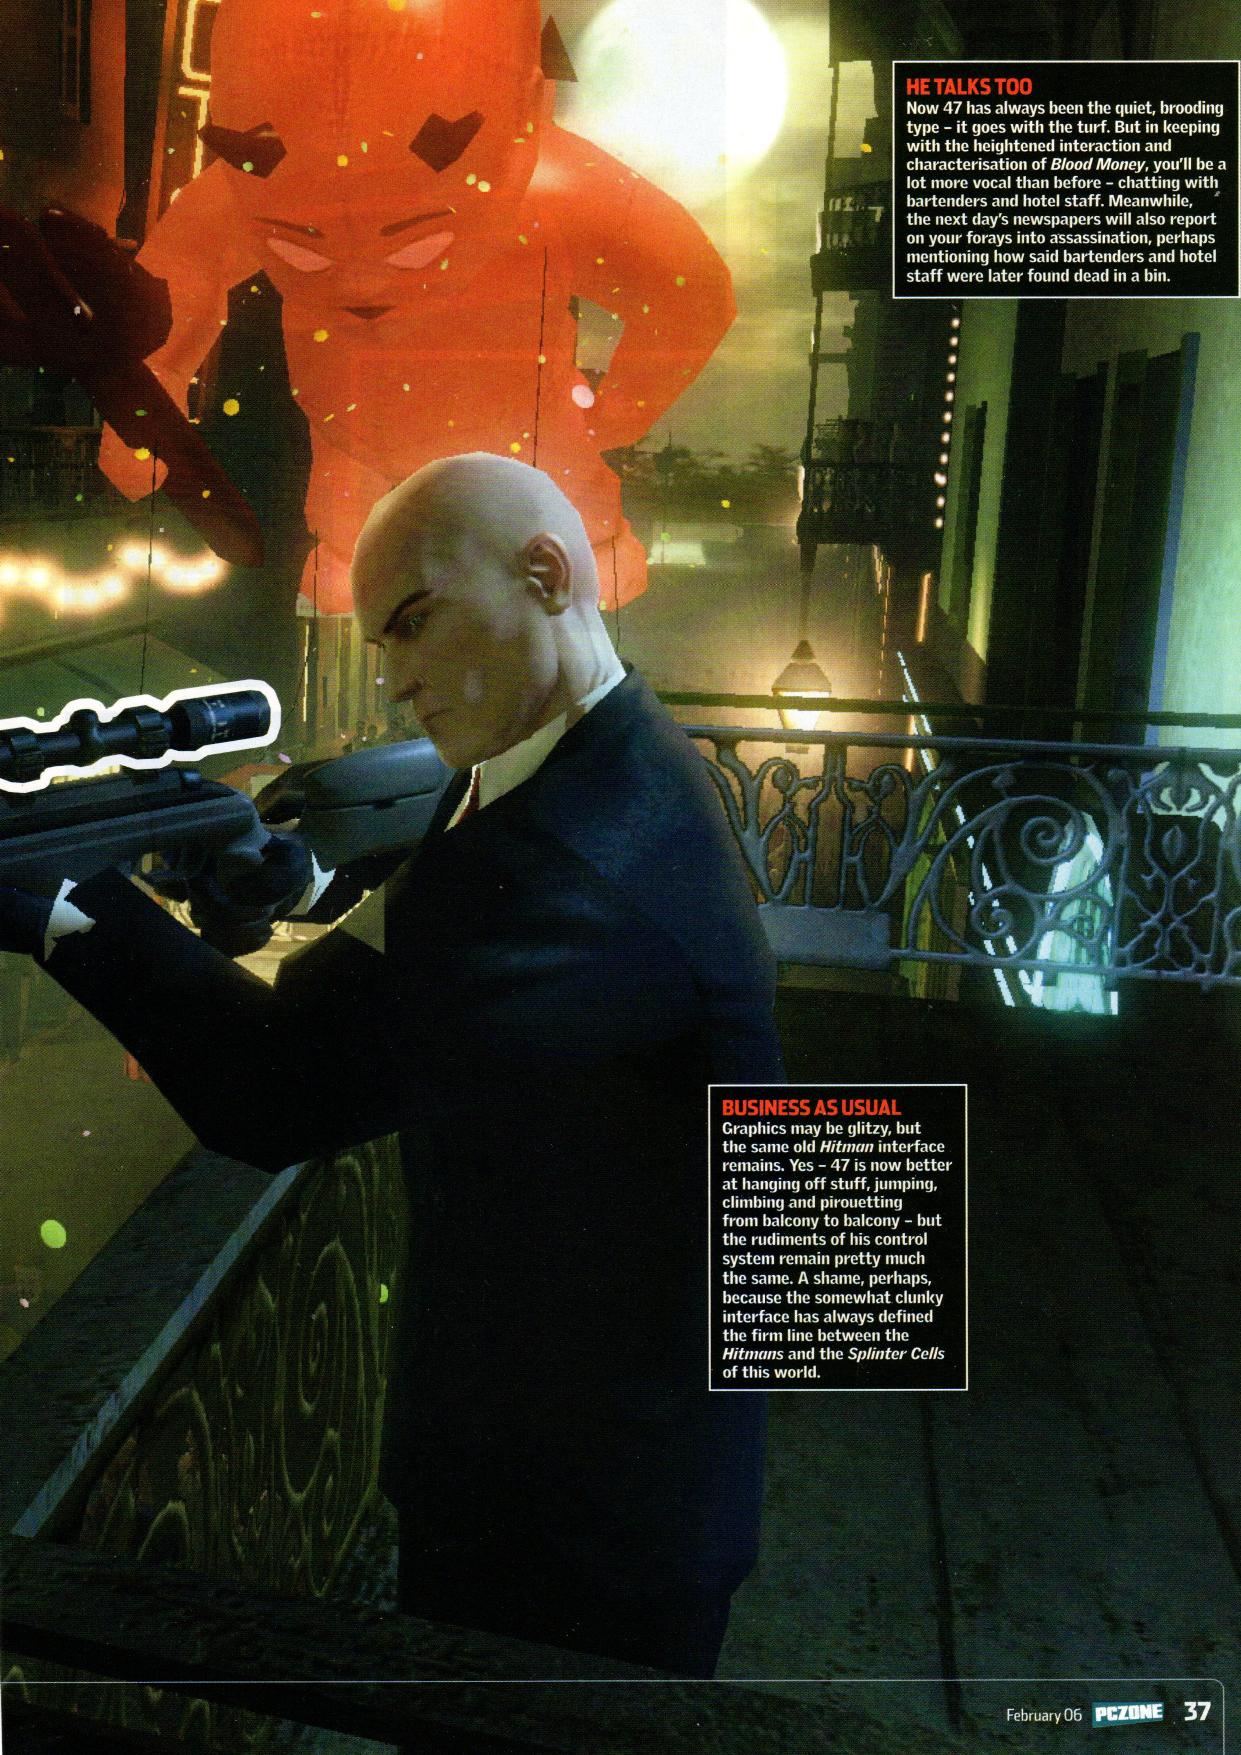 HE TALKS TOO
Now 47 has always been the quiet, brooding
type – it goes with the turf. But in keeping
with the heightened interaction and
characterisation of Blood Money, you'll be a
lot more vocal than before – chatting with
bartenders and hotel staff. Meanwhile,
the next day's newspapers will also report
on your forays into assassination, perhaps
mentioning how said bartenders and hotel
staff were later found dead in a bin.
BUSINESS AS USUAL
Graphics may be glitzy, but
the same old Hitman interface
remains. Yes – 47 is now better
at hanging off stuff, jumping,
climbing and pirouetting
from balcony to balcony – but
the rudiments of his control
system remain pretty much
the same. A shame, perhaps,
because the somewhat clunky
interface has always defined
the firm line between the
Hitmans and the Splinter Cells
of this world.
February 06 PCZONE 37